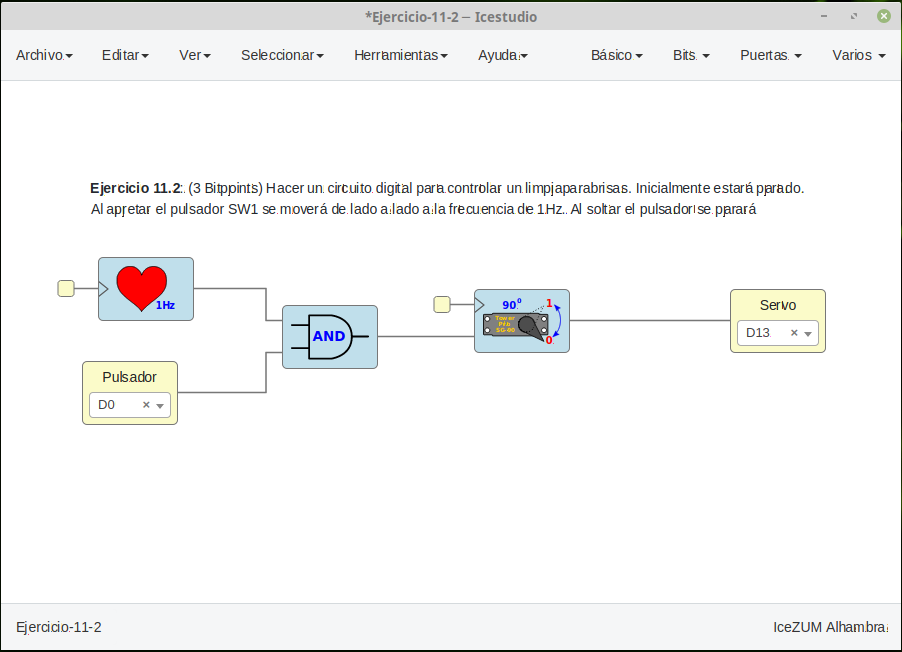 *Ejercicio-11-2 – Icestudio
Archivo Editar Ver Seleccionar Herramientas Ayuda Básico Bits Puertas Varios
Ejercicio 11.2: (3 Bitppints) Hacer un circuito digital para controlar un limpiaparabrisas. Inicialmente estará parado.
Al apretar el pulsador SW1 se moverá de lado a lado a la frecuencia de 1Hz. Al soltar el pulsador se parará
1Hz
AND
Pulsador
D0
90º
1
Tower
Pro
SG-90
0
Servo
D13
Ejercicio-11-2
IceZUM Alhambra